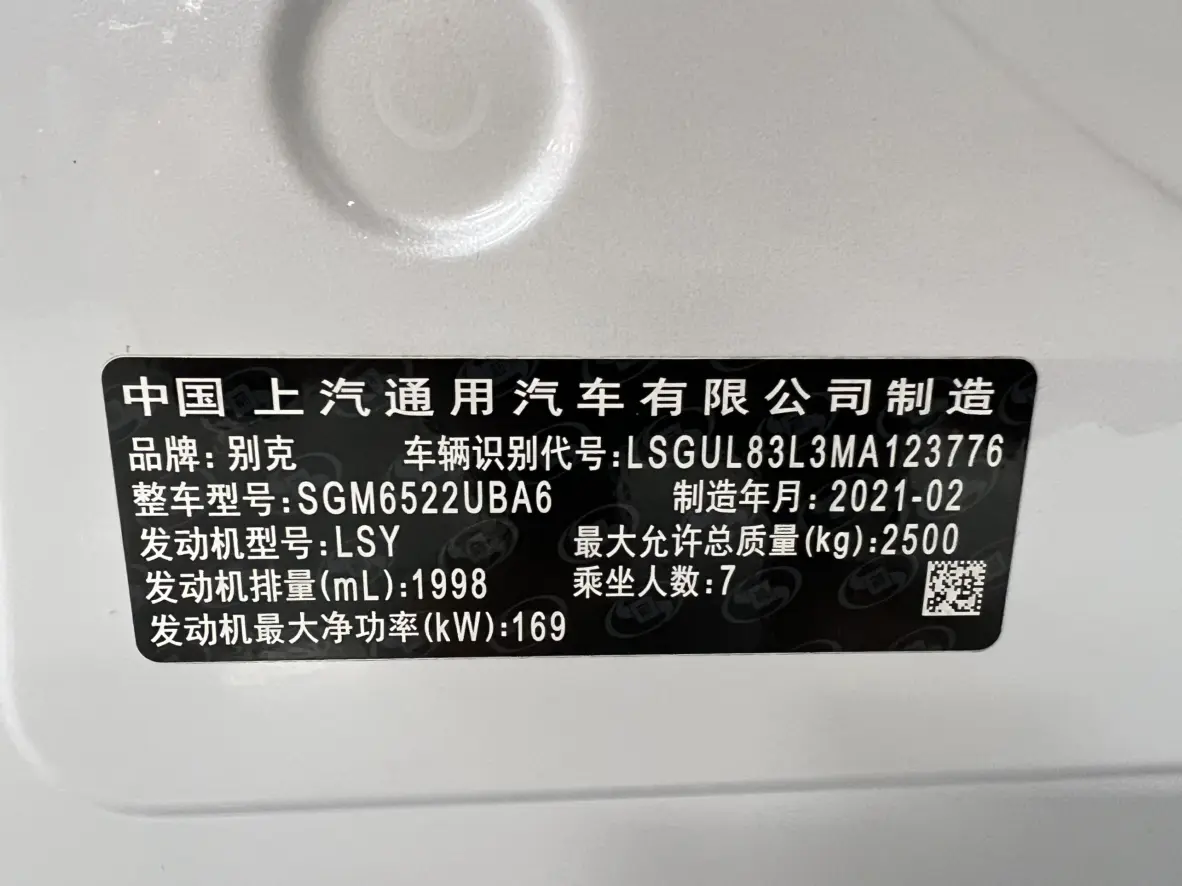 中国 上汽通用汽车有限公司制造
品牌：别克 车辆识别代号:LSGUL83L3MA123776
整车型号:SGM6522UBA6 制造年月：2021-02
发动机型号:LSY 最大允许总质量(kg):2500
发动机排量(mL):1998 乘坐人数:7
发动机最大净功率(kW):169